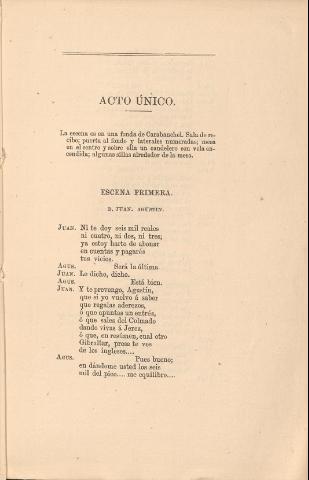 ACTO ÚNICO.
La escena es en una fonda de Carabanchel. Sala de re-
cibo; puerta al fondo y laterales numeradas; mesa
en el centro y sobre ella un candelero con vela en-
cendida; algunas sillas alrededor de la mesa.
ESCENA PRIMERA.
D. JUAN. AGUSTIN.
JUAN. Ni te doy seis mil reales
ni cuatro, ni dos, ni tres;
ya estoy harto de abonar
en cuentas y pagarés
tus vicios.
AGUS. Será la última.
JUAN. Lo dicho, dicho.
AGUS. Está bien.
JUAN. Y te prevengo, Agustin,
que si yo vuelvo á saber
que regalas aderezos,
ó que apuntas un entrés,
ó que sales del Colmado
dando vivas á Jerez,
ó que, en resúmen, cual otro
Gibraltar, presa te ves
de los ingleses....
AGUS. Pues bueno;
en dándome usted los seis
mil del pico.... me equilibro....